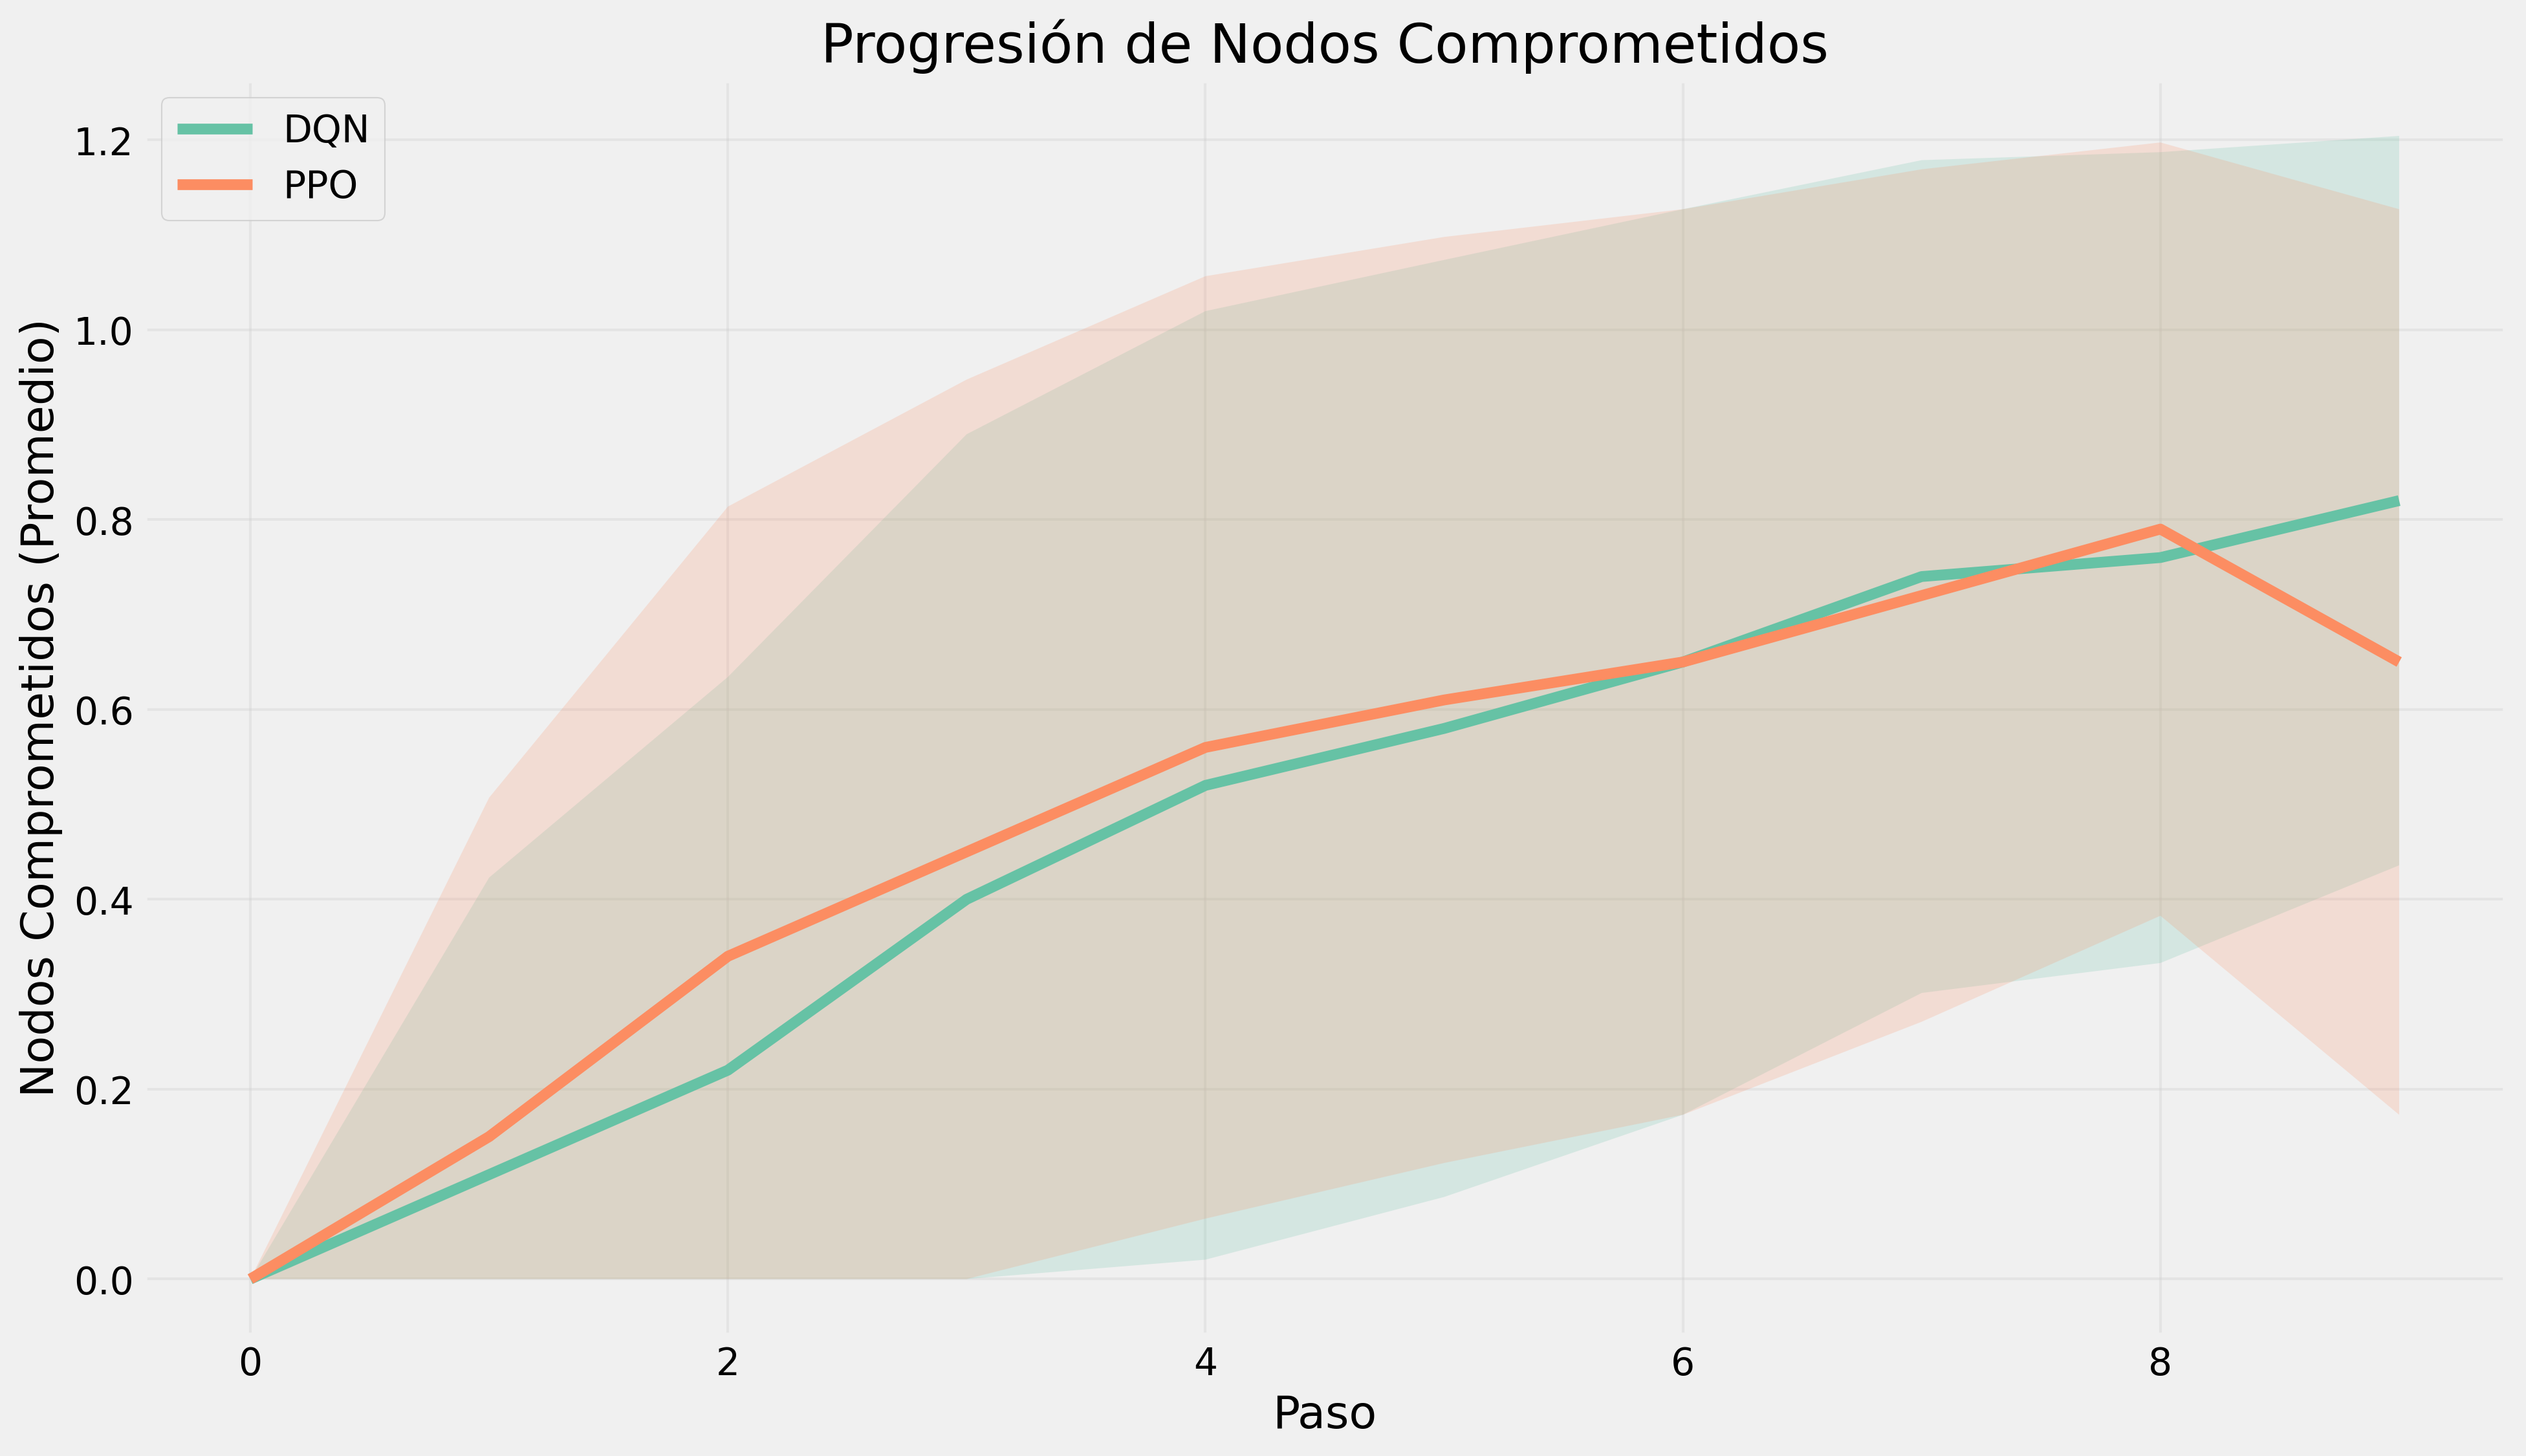 Progresión de Nodos Comprometidos
DQN
PPO
Nodos Comprometidos (Promedio)
1.2
1.0
0.8
0.6
0.4
0.2
0.0
0
2
4
6
8
Paso